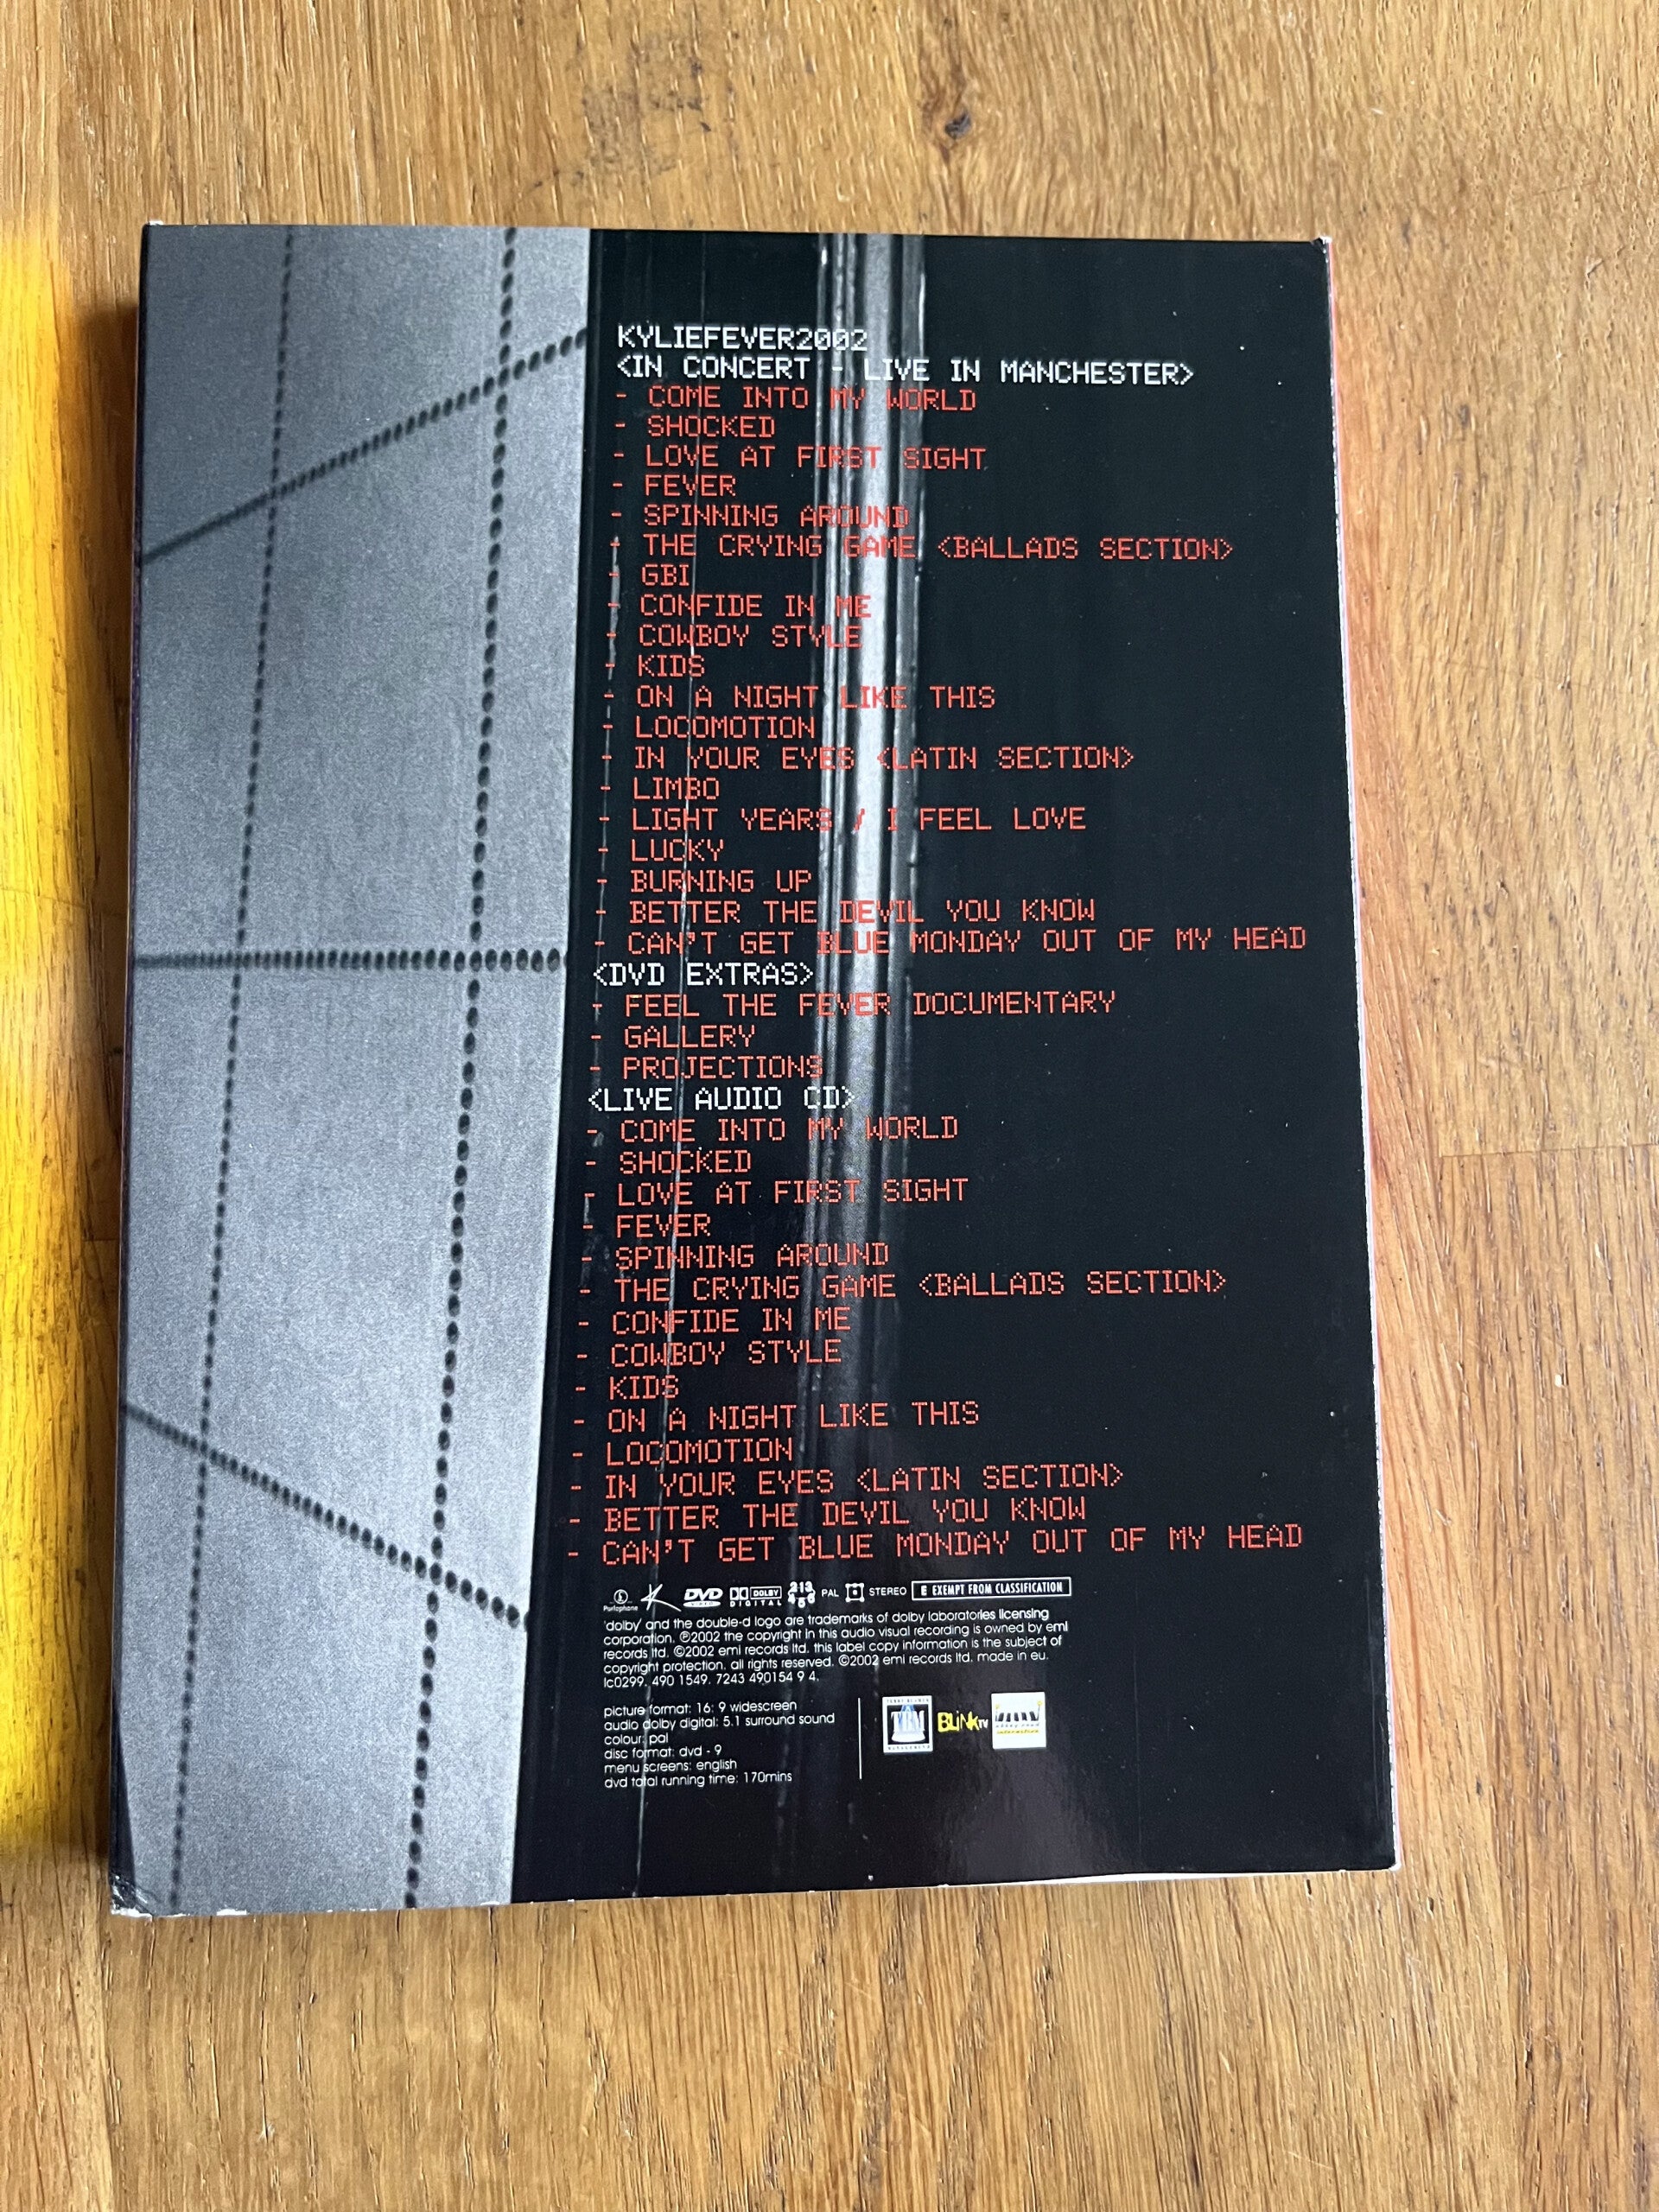 KYLIEFEVER2002
<IN CONCERT - LIVE IN MANCHESTER>
- COME INTO MY WORLD
- SHOCKED
- LOVE AT FIRST SIGHT
- FEVER
- SPINNING AROUND
- THE CRYING GAME <BALLADS SECTION>
- GBI
- CONFIDE IN ME
- COWBOY STYLE
- KIDS
- ON A NIGHT LIKE THIS
- LOCOMOTION
- IN YOUR EYES <LATIN SECTION>
- LIMBO
- LIGHT YEARS / I FEEL LOVE
- LUCKY
- BURNING UP
- BETTER THE DEVIL YOU KNOW
- CAN'T GET BLUE MONDAY OUT OF MY HEAD
<DVD EXTRAS>
- FEEL THE FEVER DOCUMENTARY
- GALLERY
- PROJECTIONS
<LIVE AUDIO CD>
- COME INTO MY WORLD
- SHOCKED
- LOVE AT FIRST SIGHT
- FEVER
- SPINNING AROUND
- THE CRYING GAME <BALLADS SECTION>
- CONFIDE IN ME
- COWBOY STYLE
- KIDS
- ON A NIGHT LIKE THIS
- LOCOMOTION
- IN YOUR EYES <LATIN SECTION>
- BETTER THE DEVIL YOU KNOW
- CAN'T GET BLUE MONDAY OUT OF MY HEAD
Parlophone K DVD VIDEO DOLBY DIGITAL 213 456 PAL STEREO E EXEMPT FROM CLASSIFICATION
'dolby' and the double-d logo are trademarks of dolby laboratories licensing
corporation. ℗2002 the copyright in this audio visual recording is owned by emi
records ltd. ©2002 emi records ltd. this label copy information is the subject of
copyright protection. all rights reserved. ©2002 emi records ltd. made in eu.
lc0299. 490 1549. 7243 490154 9 4.
picture format: 16: 9 widescreen
audio dolby digital: 5.1 surround sound
colour: pal
disc format: dvd - 9
menu screens: english
dvd total running time: 170mins
TBM
BLiNK TV